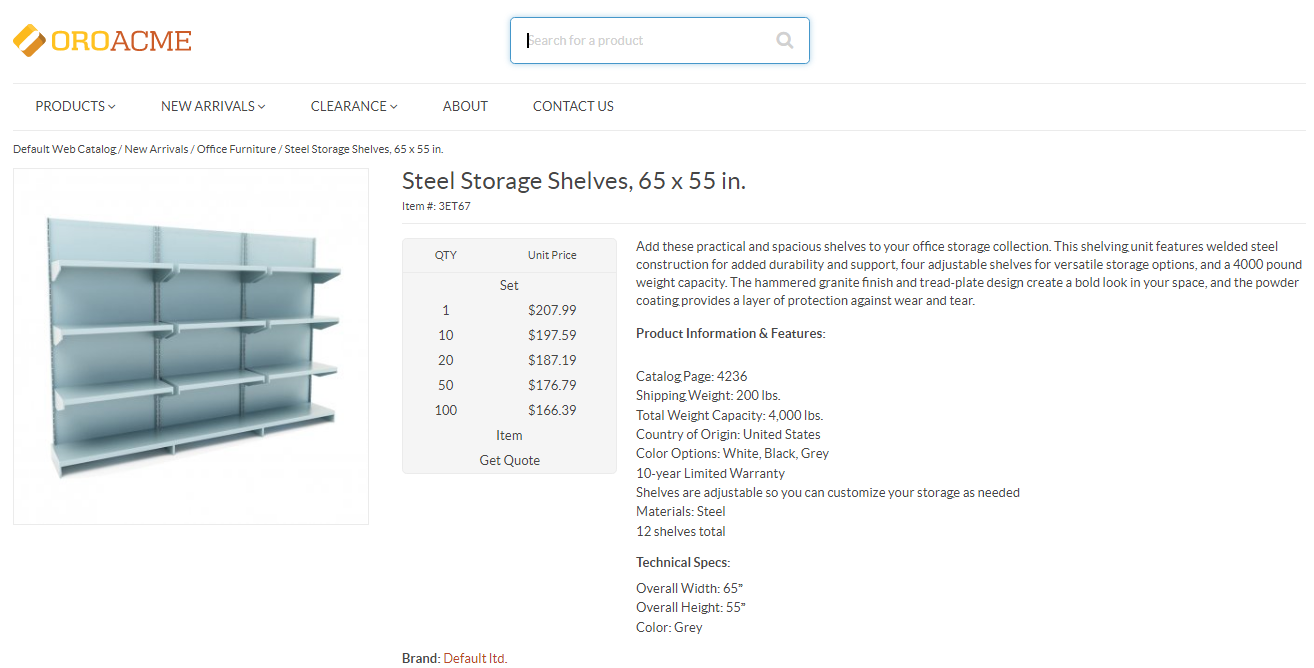 OROACME
Search for a product
PRODUCTS
NEW ARRIVALS
CLEARANCE
ABOUT
CONTACT US
Default Web Catalog / New Arrivals / Office Furniture / Steel Storage Shelves, 65 x 55 in.
Steel Storage Shelves, 65 x 55 in.
Item #: 3ET67
QTY Unit Price
Set
1 $207.99
10 $197.59
20 $187.19
50 $176.79
100 $166.39
Item
Get Quote
Add these practical and spacious shelves to your office storage collection. This shelving unit features welded steel
construction for added durability and support, four adjustable shelves for versatile storage options, and a 4000 pound
weight capacity. The hammered granite finish and tread-plate design create a bold look in your space, and the powder
coating provides a layer of protection against wear and tear.
Product Information & Features:
Catalog Page: 4236
Shipping Weight: 200 lbs.
Total Weight Capacity: 4,000 lbs.
Country of Origin: United States
Color Options: White, Black, Grey
10-year Limited Warranty
Shelves are adjustable so you can customize your storage as needed
Materials: Steel
12 shelves total
Technical Specs:
Overall Width: 65”
Overall Height: 55”
Color: Grey
Brand: Default ltd.